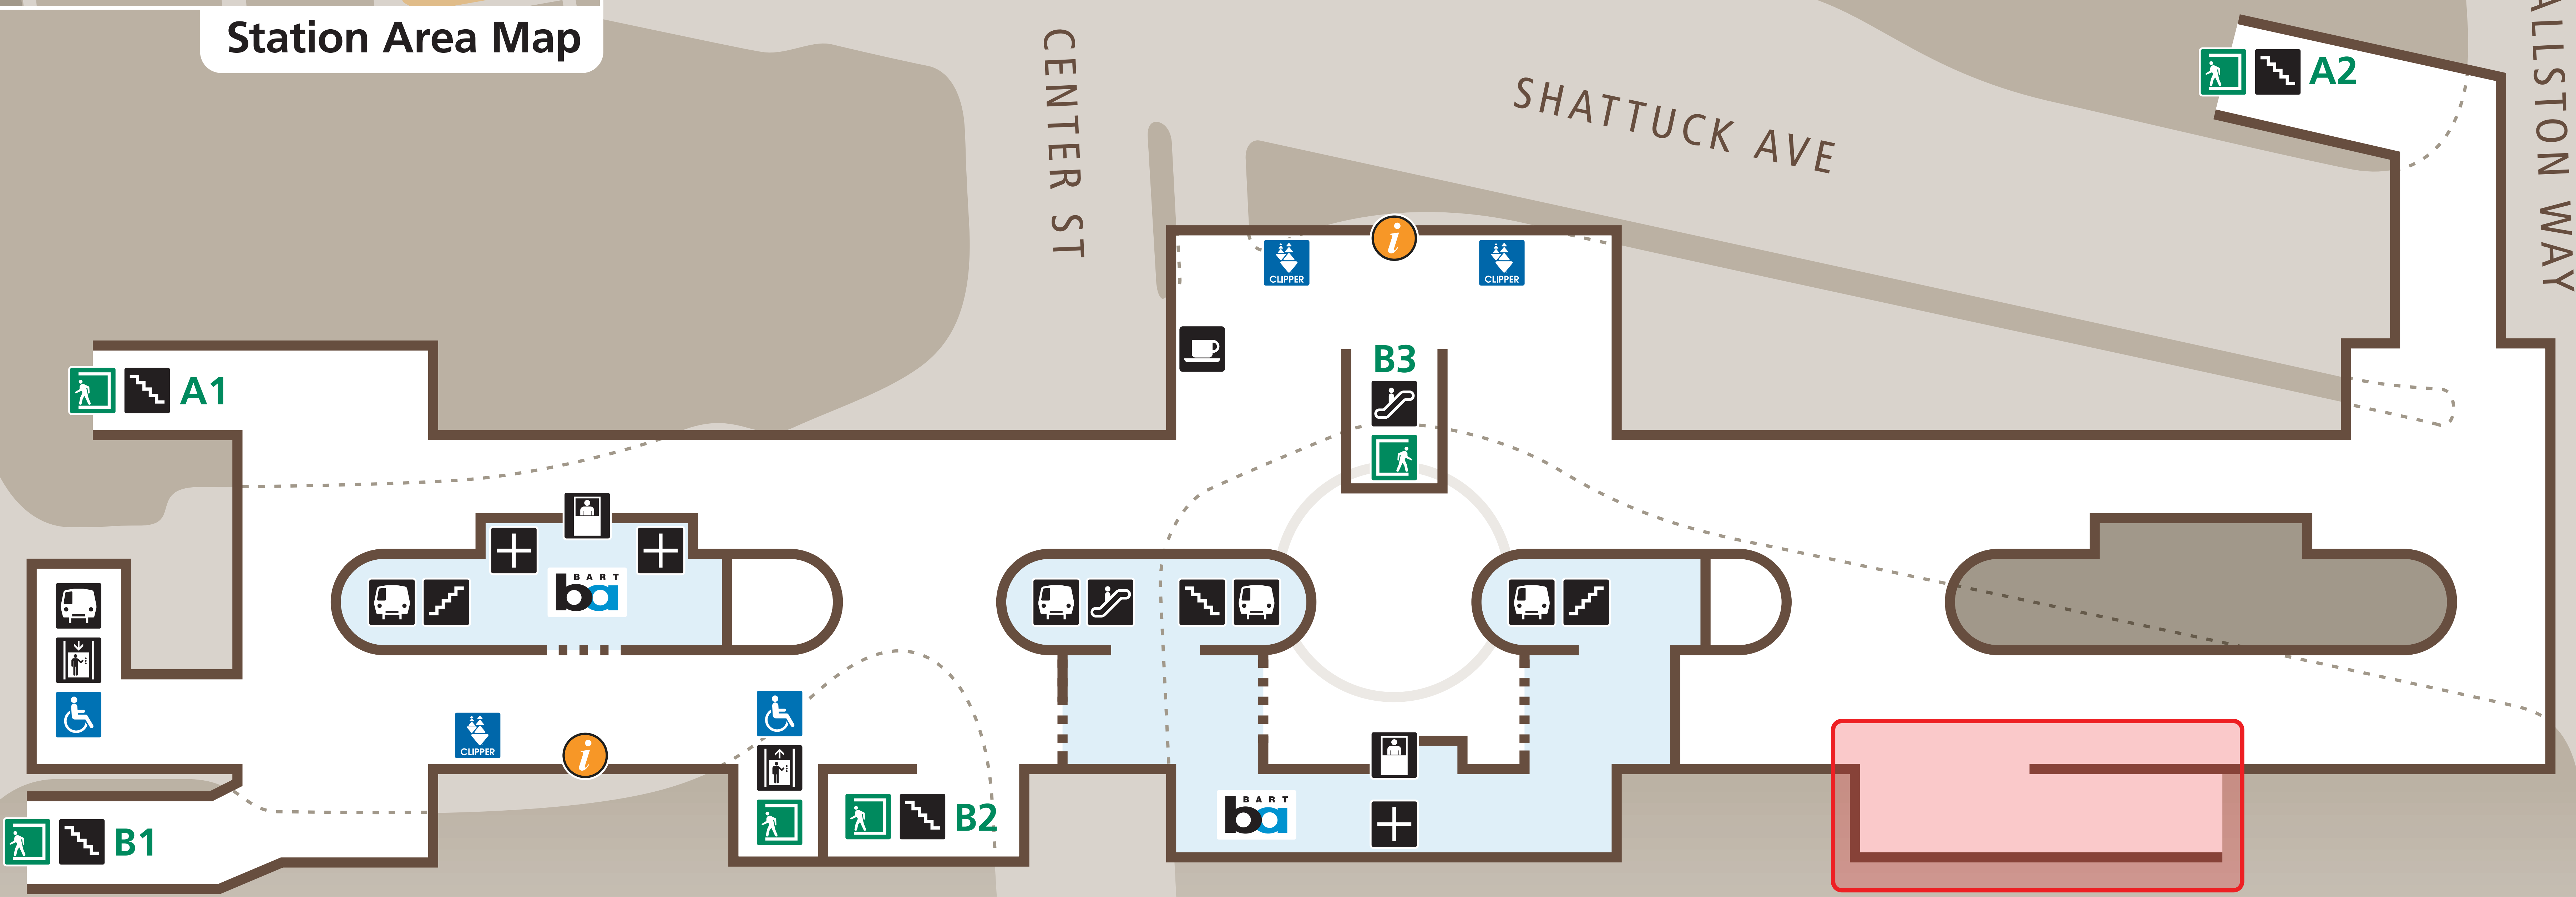 Station Area Map
CENTER ST
SHATTUCK AVE
ALLSTON WAY
A2
CLIPPER
i
CLIPPER
B3
A1
BART
ba
CLIPPER
i
B2
B1
BART
ba